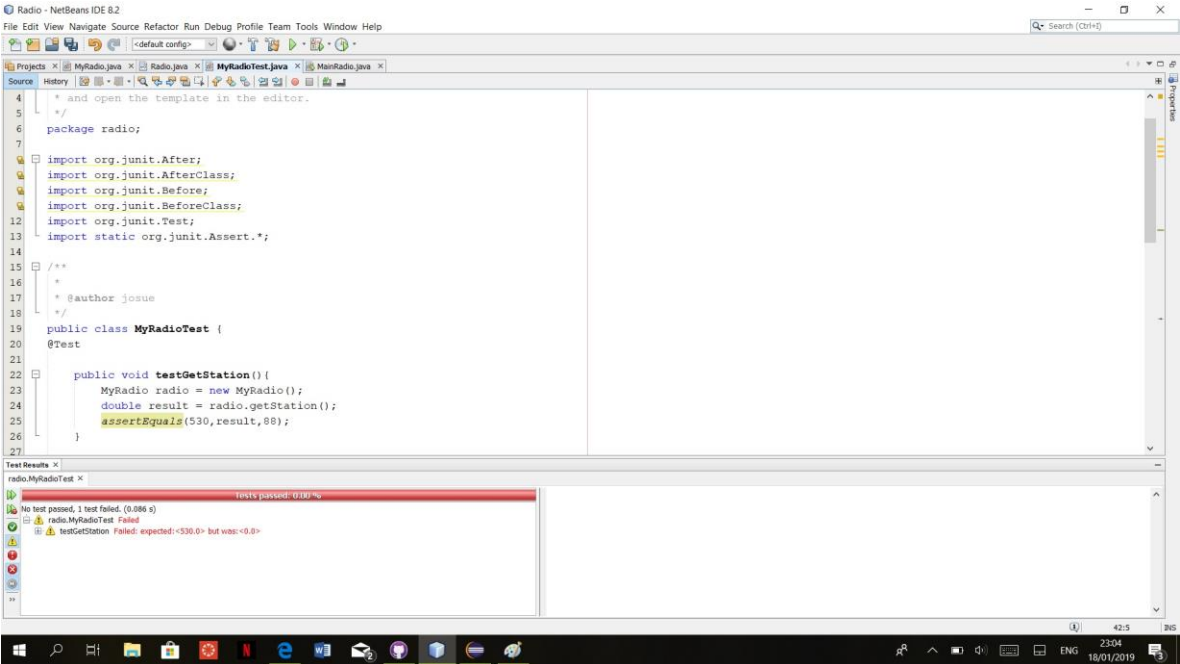 Radio - NetBeans IDE 8.2
File Edit View Navigate Source Refactor Run Debug Profile Team Tools Window Help
Search (Ctrl+I)
<default config>
Projects MyRadio.java Radio.java MyRadioTest.java MainRadio.java
Source History
Properties
4 * and open the template in the editor.
5 */
6 package radio;
7
import org.junit.After;
import org.junit.AfterClass;
import org.junit.Before;
import org.junit.BeforeClass;
12 import org.junit.Test;
13 import static org.junit.Assert.*;
14
15 /**
16 *
17 * @author josue
18 */
19 public class MyRadioTest {
20 @Test
21
22 public void testGetStation(){
23 MyRadio radio = new MyRadio();
24 double result = radio.getStation();
25 assertEquals(530,result,88);
26 }
27
Test Results
radio.MyRadioTest
Tests passed: 0.00 %
No test passed, 1 test failed. (0.086 s)
radio.MyRadioTest Failed
testGetStation Failed: expected:<530.0> but was:<0.0>
42:5 INS
ENG
23:04
18/01/2019